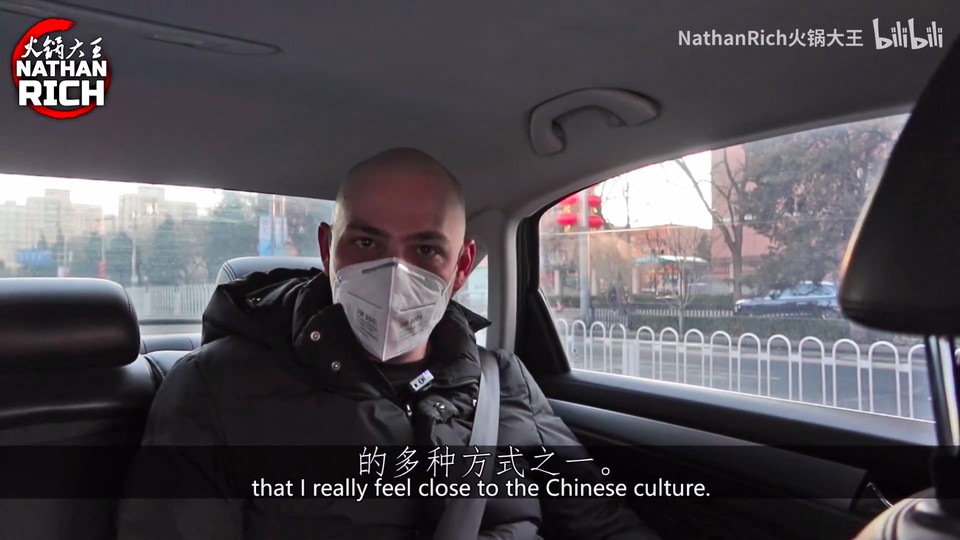 火锅大王
NATHAN
RICH
NathanRich火锅大王
bilibili
的多种方式之一。
that I really feel close to the Chinese culture.